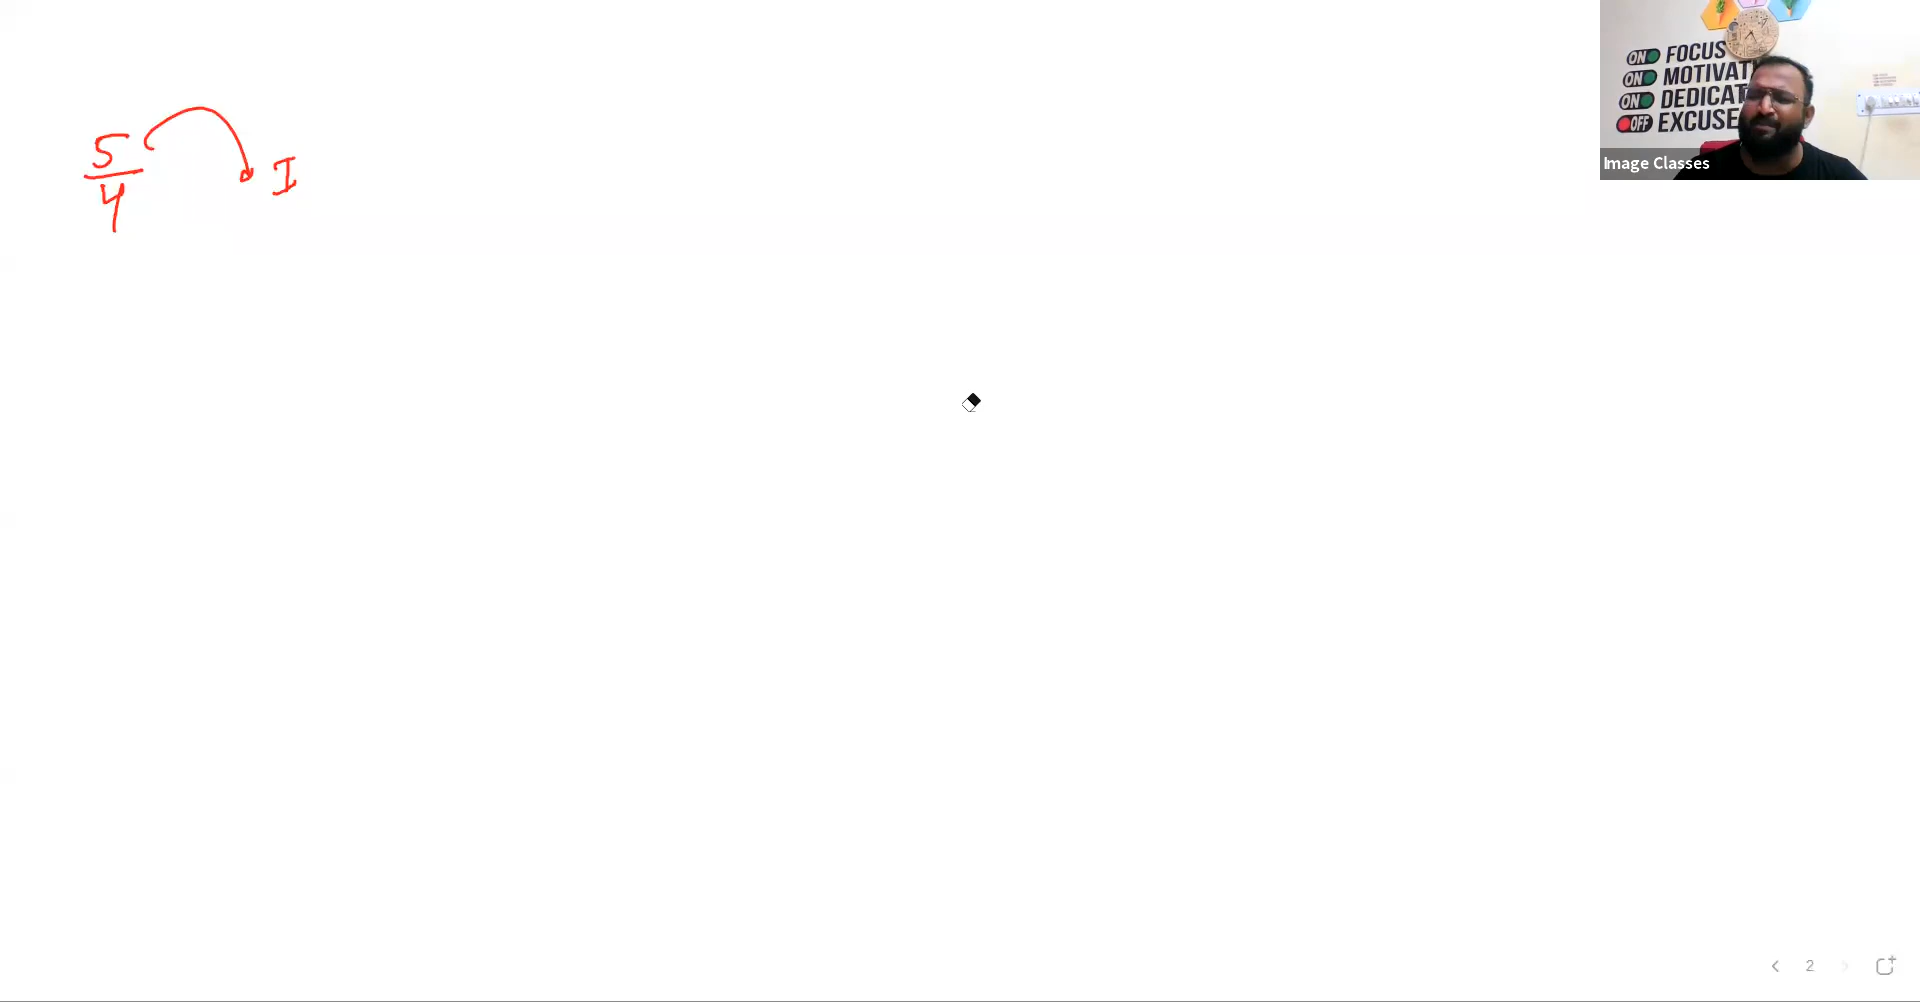 5/4 I
ON FOCUS
ON MOTIVAT
ON DEDICAT
OFF EXCUSE
Image Classes
2